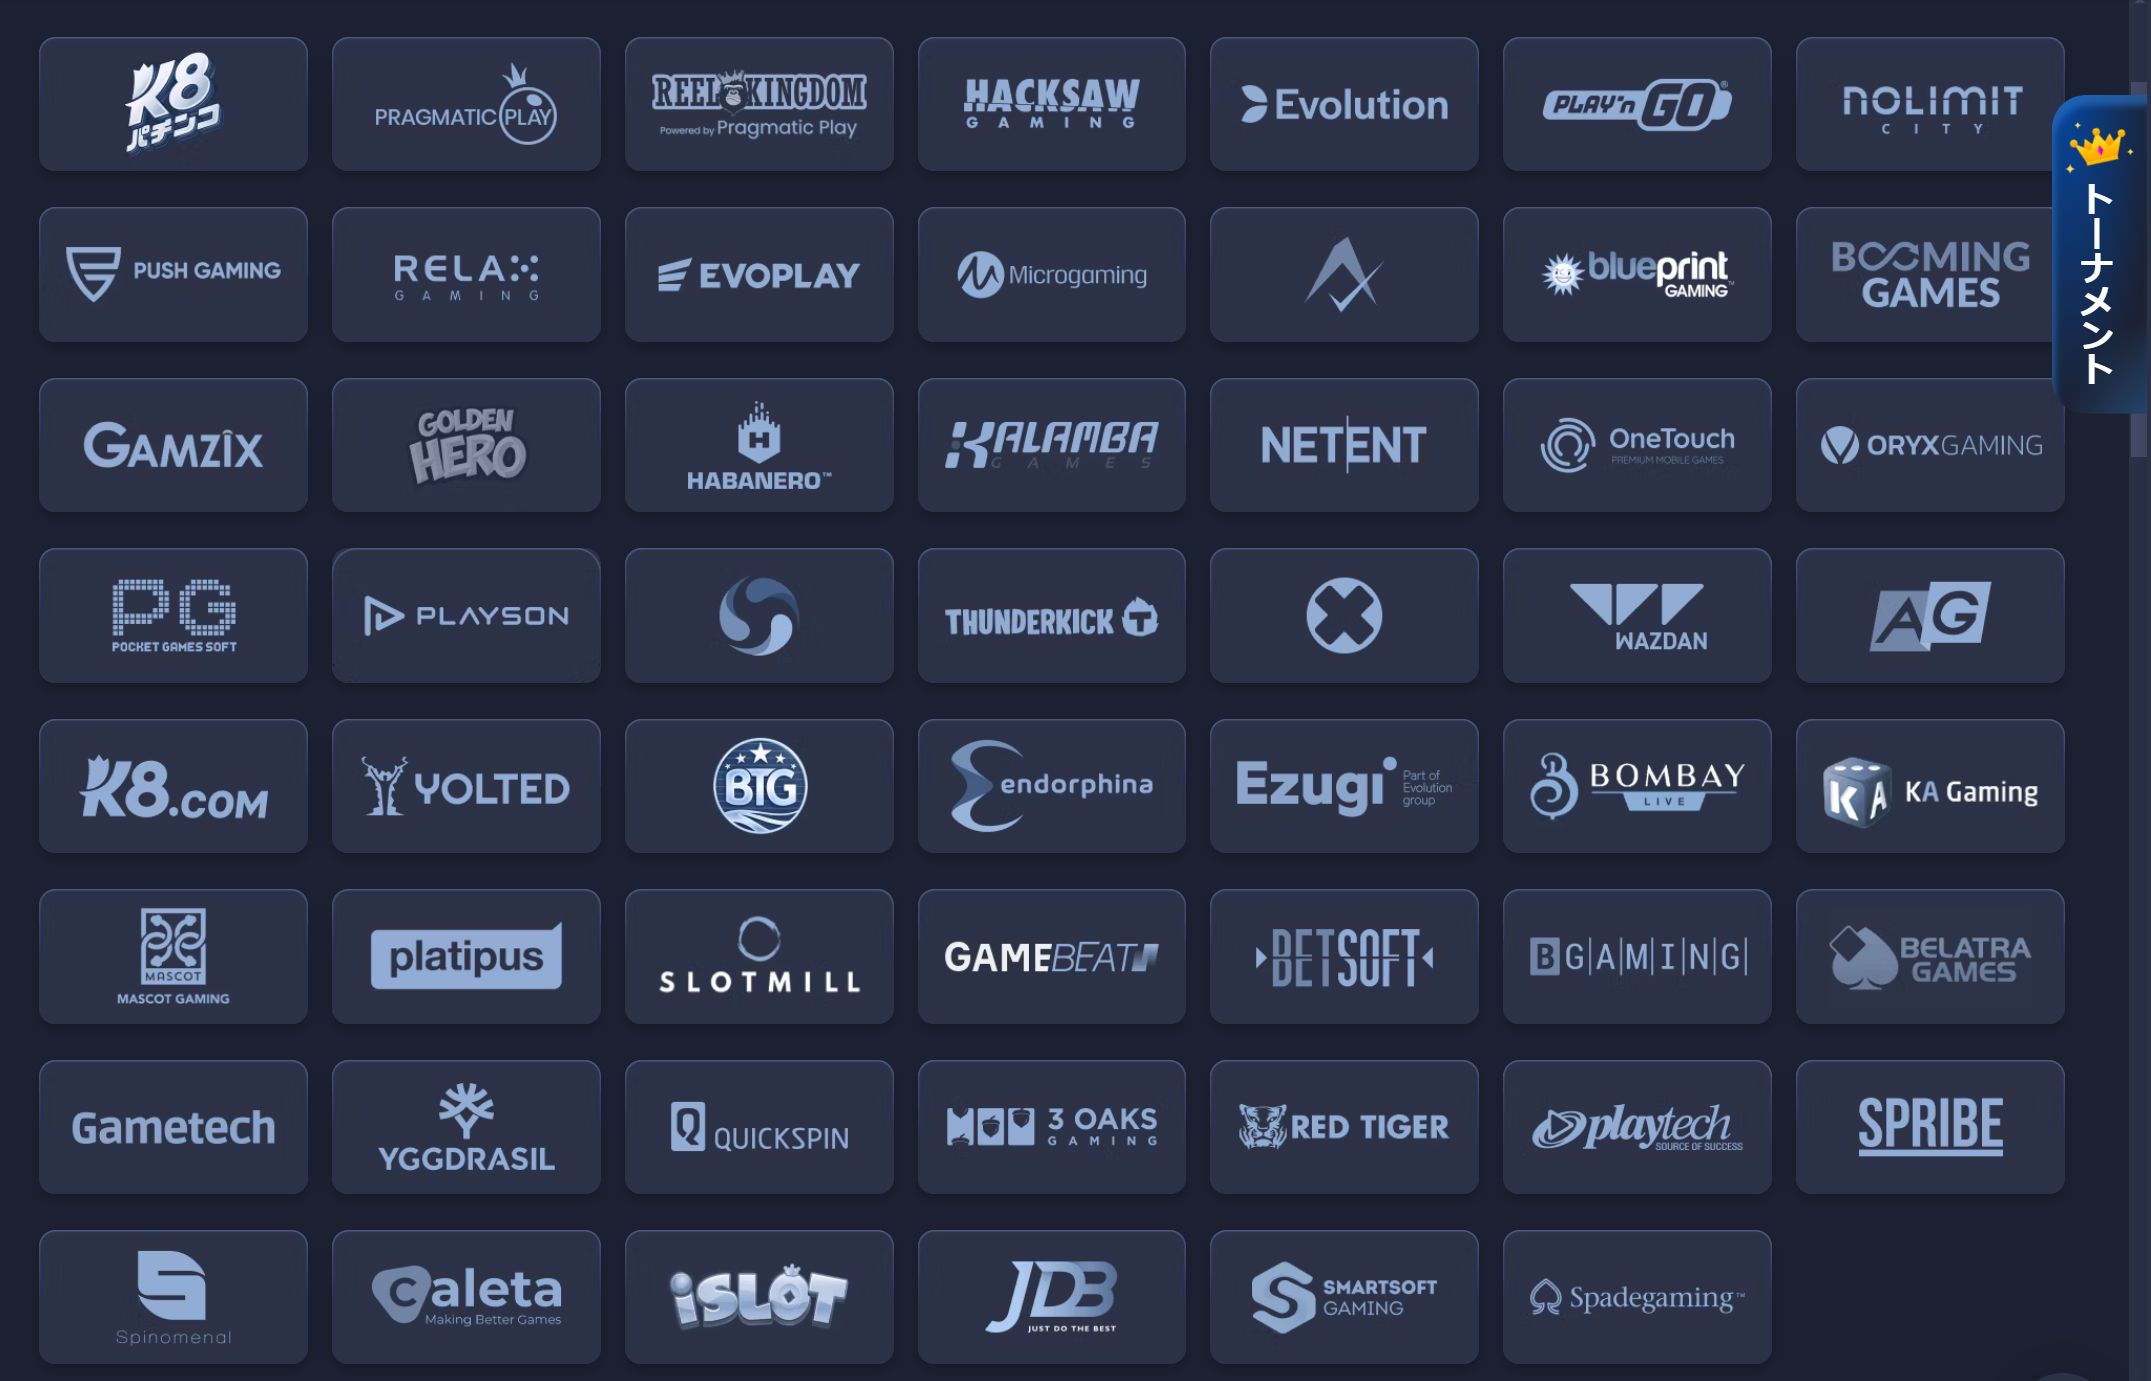 K8
パチンコ
PRAGMATIC PLAY
REEL KINGDOM
Powered by Pragmatic Play
HACKSAW
GAMING
Evolution
PLAY'n GO®
NOLIMIT
CITY
トーナメント
PUSH GAMING
RELAX
GAMING
EVOPLAY
Microgaming
blueprint
GAMING™
BOOMING
GAMES
GAMZIX
GOLDEN
HERO
HABANERO™
KALAMBA
GAMES
NETENT
OneTouch
PREMIUM MOBILE GAMES
ORYXGAMING
PG
POCKET GAMES SOFT
PLAYSON
THUNDERKICK
WAZDAN
AG
K8.COM
YOLTED
BTG
endorphina
Ezugi
Part of
Evolution
group
BOMBAY
LIVE
KA
KA Gaming
MASCOT
MASCOT GAMING
platipus
SLOTMILL
GAMEBEAT
BETSOFT
BGAMING
BELATRA
GAMES
Gametech
YGGDRASIL
QUICKSPIN
3 OAKS
GAMING
RED TIGER
playtech
SOURCE OF SUCCESS
SPRIBE
Spinomenal
Caleta
Making Better Games
iSLOT
JDB
JUST DO THE BEST
SMARTSOFT
GAMING
Spadegaming™